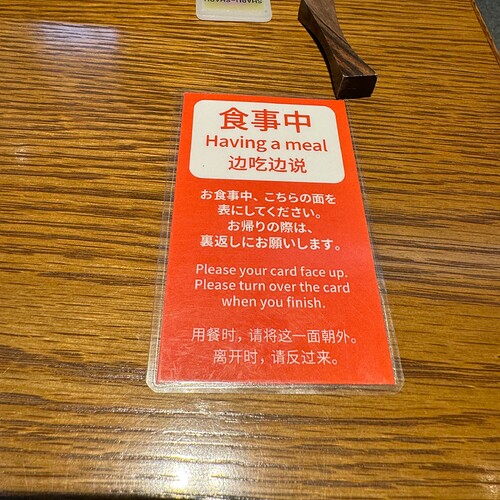 食事中
Having a meal
边吃边说
お食事中、こちらの面を
表にしてください。
お帰りの際は、
裏返しにお願いします。
Please your card face up.
Please turn over the card
when you finish.
用餐时，请将这一面朝外。
离开时，请反过来。